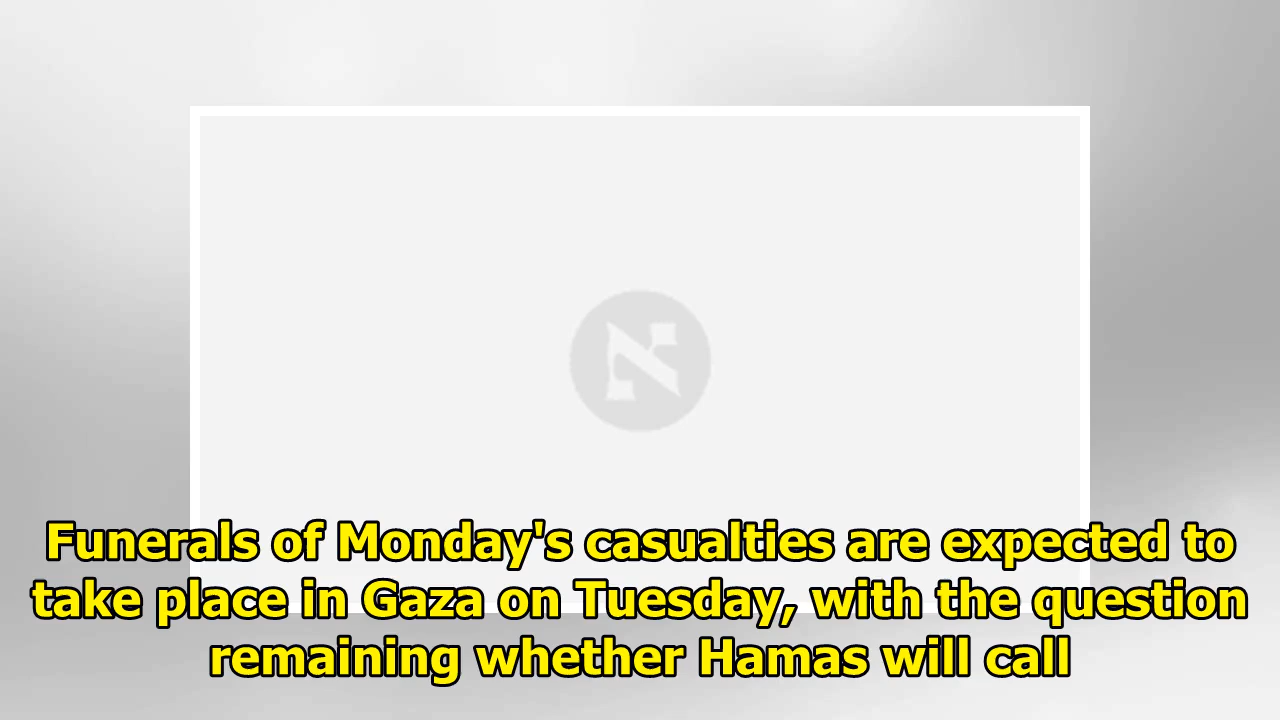 א
Funerals of Monday's casualties are expected to
take place in Gaza on Tuesday, with the question
remaining whether Hamas will call